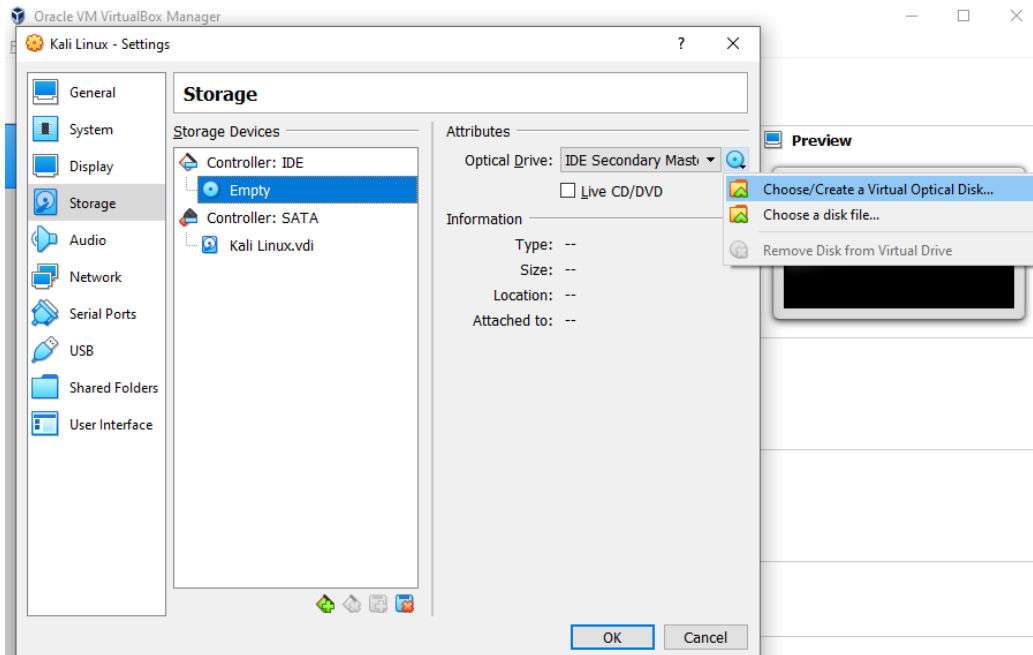 Oracle VM VirtualBox Manager
Kali Linux - Settings
?
General
System
Display
Storage
Audio
Network
Serial Ports
USB
Shared Folders
User Interface
Storage
Storage Devices
Controller: IDE
Empty
Controller: SATA
Kali Linux.vdi
Attributes
Optical Drive: IDE Secondary Mast
Live CD/DVD
Information
Type: --
Size: --
Location: --
Attached to: --
OK
Cancel
Preview
Choose/Create a Virtual Optical Disk...
Choose a disk file...
Remove Disk from Virtual Drive